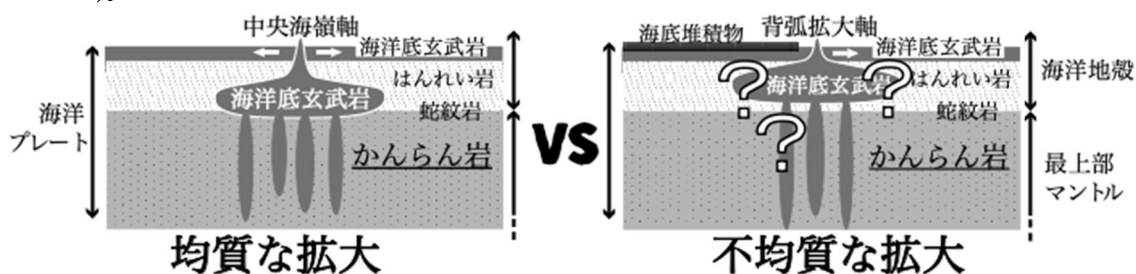 中央海嶺軸
海洋底玄武岩
はんれい岩
海洋底玄武岩
蛇紋岩
海洋
プレート
かんらん岩
均質な拡大
VS
背弧拡大軸
海底堆積物
海洋底玄武岩
?
?
はんれい岩
海洋底玄武岩
海洋地殻
蛇紋岩
?
かんらん岩
最上部
マントル
不均質な拡大